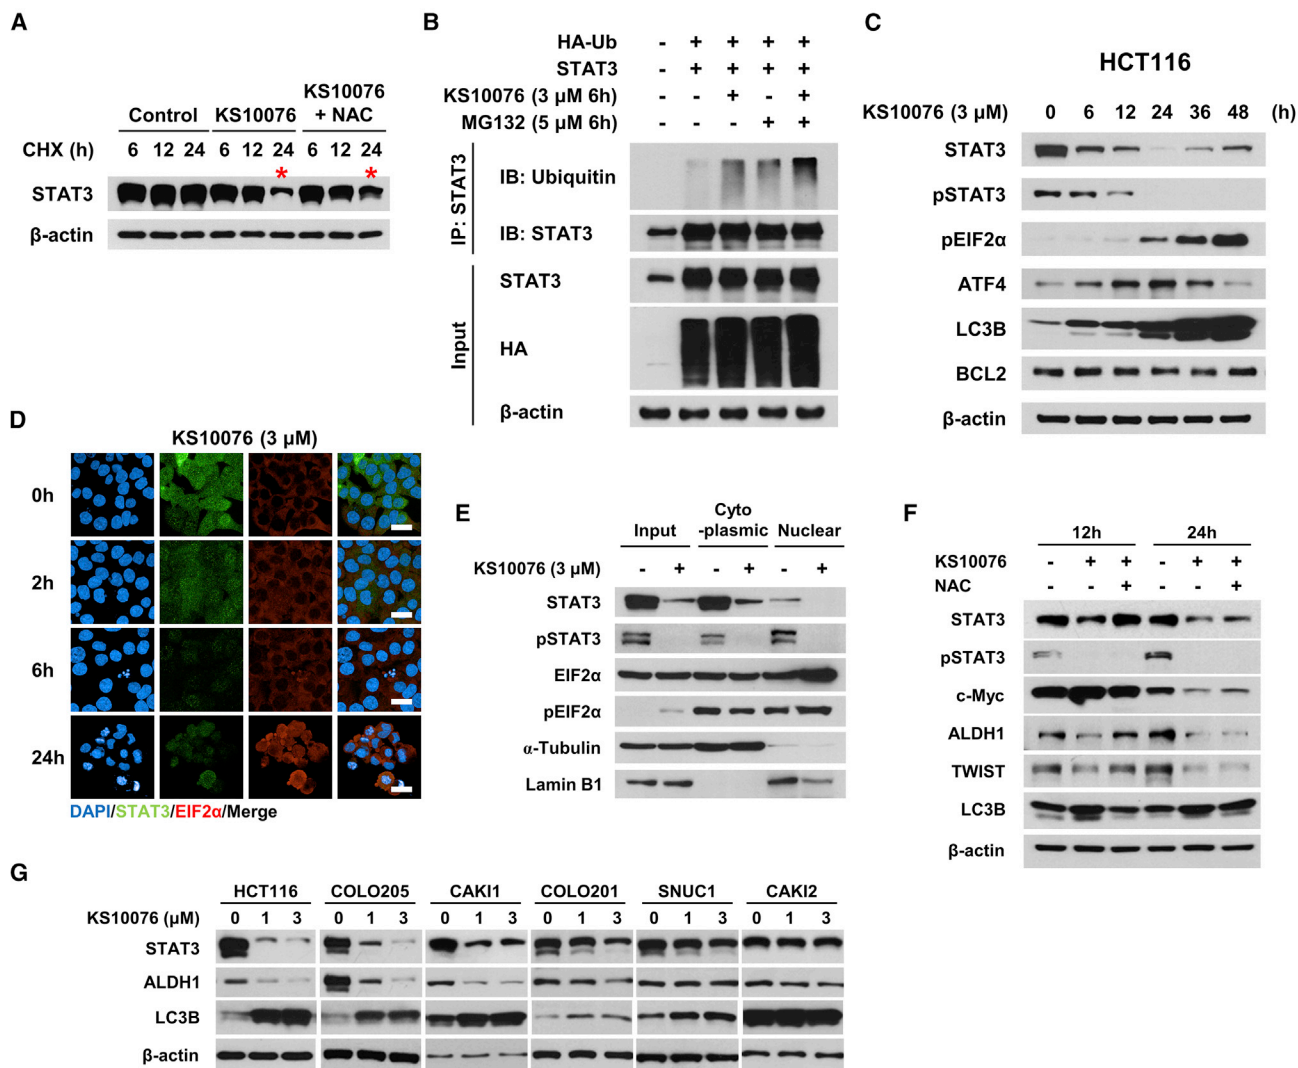 A
Control KS10076 KS10076 + NAC
CHX (h) 6 12 24 6 12 24 6 12 24
* *
STAT3
β-actin
B
HA-Ub - + + + +
STAT3 - + + + +
KS10076 (3 μM 6h) - - + - +
MG132 (5 μM 6h) - - - + +
IP: STAT3
IB: Ubiquitin
IB: STAT3
Input
STAT3
HA
β-actin
C
HCT116
KS10076 (3 μM) 0 6 12 24 36 48 (h)
STAT3
pSTAT3
pEIF2α
ATF4
LC3B
BCL2
β-actin
D
KS10076 (3 μM)
0h
2h
6h
24h
DAPI/STAT3/EIF2α/Merge
E
Input Cyto-plasmic Nuclear
KS10076 (3 μM) - + - + - +
STAT3
pSTAT3
EIF2α
pEIF2α
α-Tubulin
Lamin B1
F
12h 24h
KS10076 - + + - + +
NAC - - + - - +
STAT3
pSTAT3
c-Myc
ALDH1
TWIST
LC3B
β-actin
G
HCT116 COLO205 CAKI1 COLO201 SNUC1 CAKI2
KS10076 (μM) 0 1 3 0 1 3 0 1 3 0 1 3 0 1 3 0 1 3
STAT3
ALDH1
LC3B
β-actin